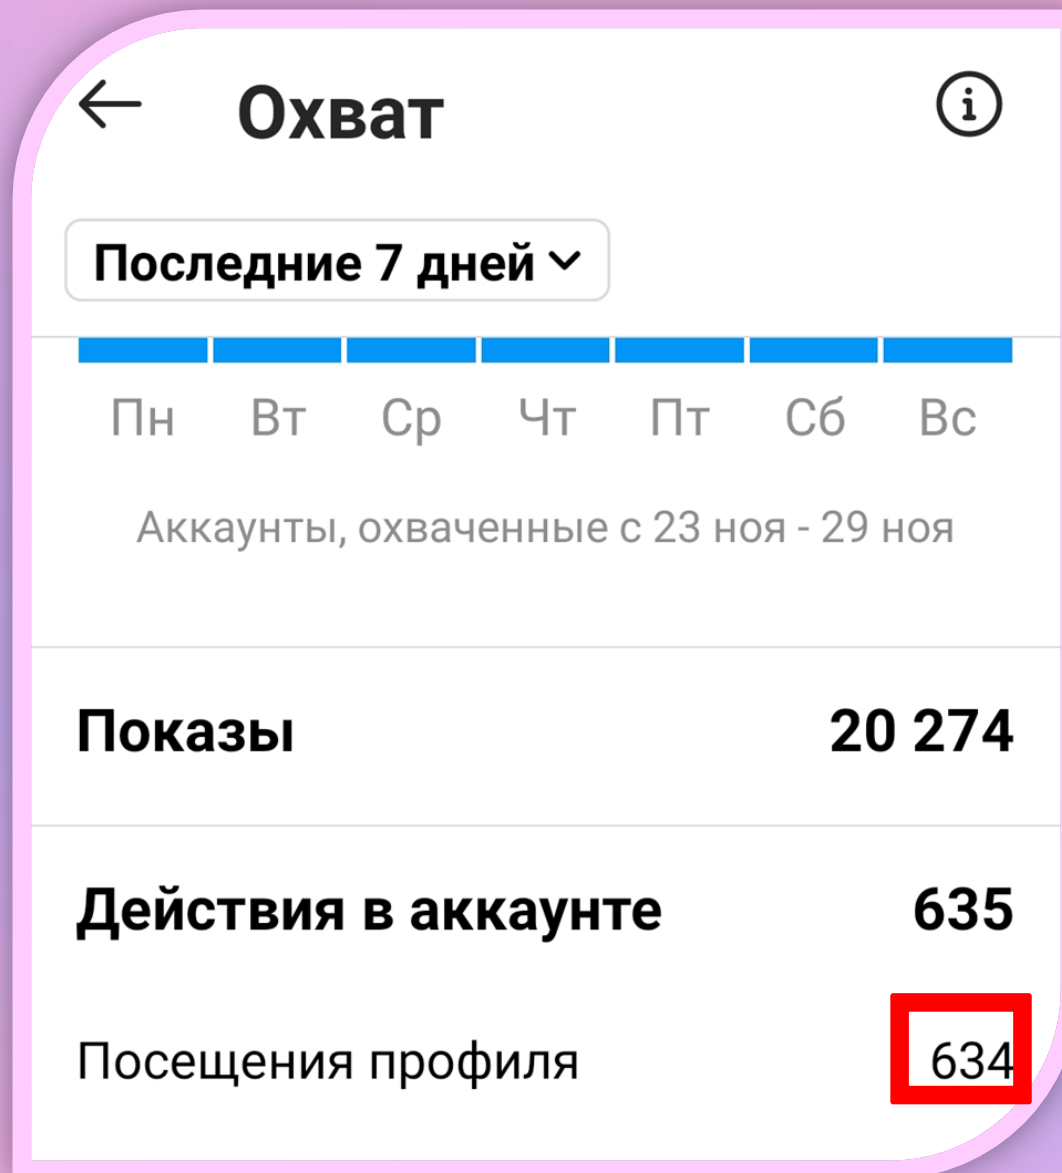 Охват
Последние 7 дней
Пн Вт Ср Чт Пт Сб Вс
Аккаунты, охваченные с 23 ноя - 29 ноя
Показы 20 274
Действия в аккаунте 635
Посещения профиля 634